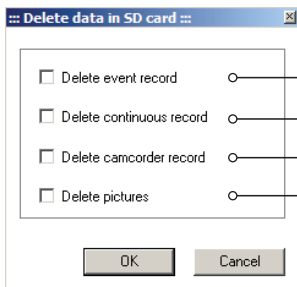 ::: Delete data in SD card :::
Delete event record
Delete continuous record
Delete camcorder record
Delete pictures
OK Cancel